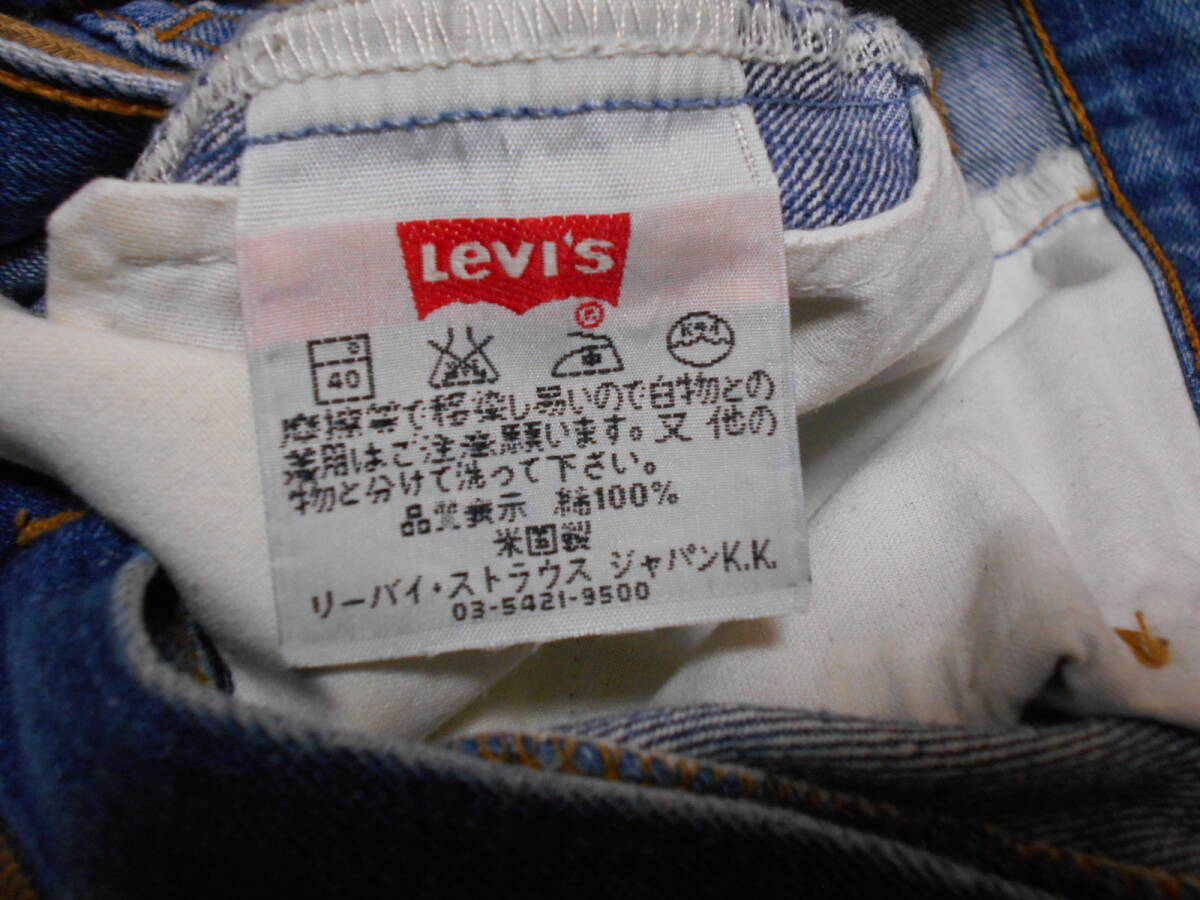 Levi's
®
40
ドライ
摩擦等で移染し易いので白物との
着用はご注意願います。又 他の
物と分けて洗って下さい。
品質表示 綿100%
米国製
リーバイ・ストラウス ジャパンK.K.
03-5421-9500